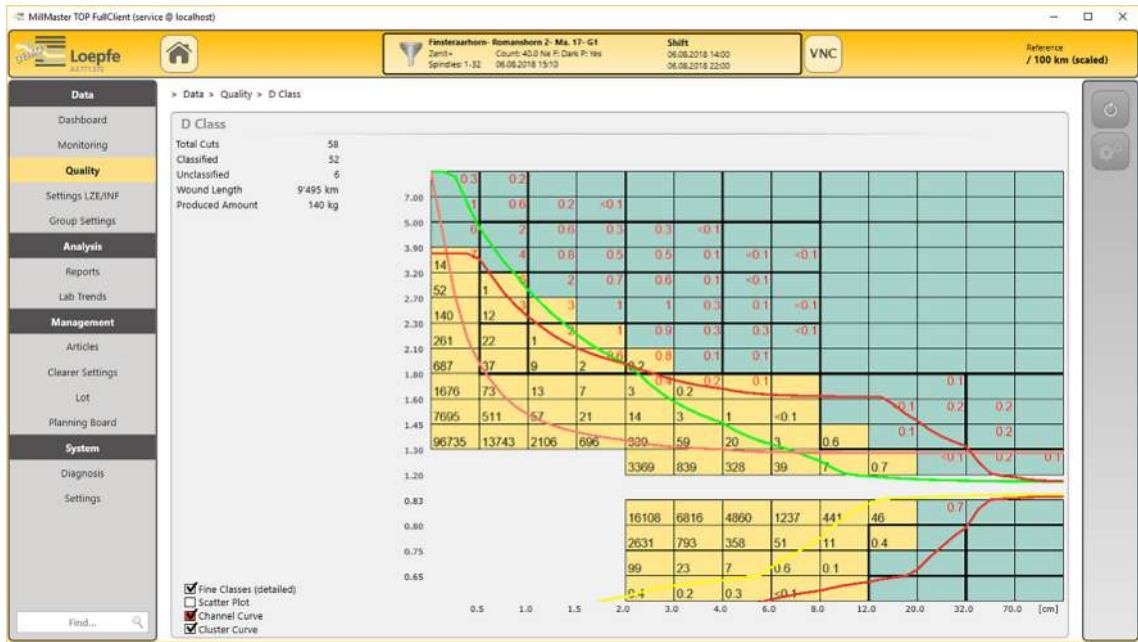 MillMaster TOP FullClient (service @ localhost)
Loepfe
Finsteraarhorn- Romanshorn 2- Ma. 17- G1
Zenit+ Count: 40.0 Ne F: Dark P: Yes
Spindles: 1-32 06.08.2018 15:10
Shift
06.08.2018 14:00
06.08.2018 22:00
VNC
Reference
/ 100 km (scaled)
Data
Dashboard
Monitoring
Quality
Settings LZE/INF
Group Settings
Analysis
Reports
Lab Trends
Management
Articles
Clearer Settings
Lot
Planning Board
System
Diagnosis
Settings
Find...
> Data > Quality > D Class
D Class
Total Cuts 58
Classified 52
Unclassified 6
Wound Length 9'495 km
Produced Amount 140 kg
0.3 0.2
7.00
1 0.6 0.2 <0.1
5.00
6 2 0.6 0.3 0.3 <0.1
3.90
14 7 4 0.8 0.5 0.5 0.1 <0.1 <0.1
3.20
52 1 2 0.7 0.6 0.1 <0.1
2.70
140 12 3 3 1 1 0.3 0.1 <0.1
2.30
261 22 1 2 1 0.9 0.3 0.3 <0.1
2.10
687 37 9 2 0.2 0.8 0.1 0.1
1.80
1676 73 13 7 3 0.4 0.2 0.2 0.1 0.1
1.60
7695 511 57 21 14 3 1 <0.1 0.1 0.2 0.2
1.45
96735 13743 2106 696 339 59 20 3 0.6 0.1 0.2
1.30
3369 839 328 39 7 0.7 <0.1 0.2 0.1
1.20
0.83
16108 6816 4860 1237 441 46 0.7
0.80
2631 793 358 51 11 0.4
0.75
99 23 7 0.6 0.1
0.65
0.4 0.2 0.3 <0.1
0.5 1.0 1.5 2.0 3.0 4.0 6.0 8.0 12.0 20.0 32.0 70.0 [cm]
Fine Classes (detailed)
Scatter Plot
Channel Curve
Cluster Curve